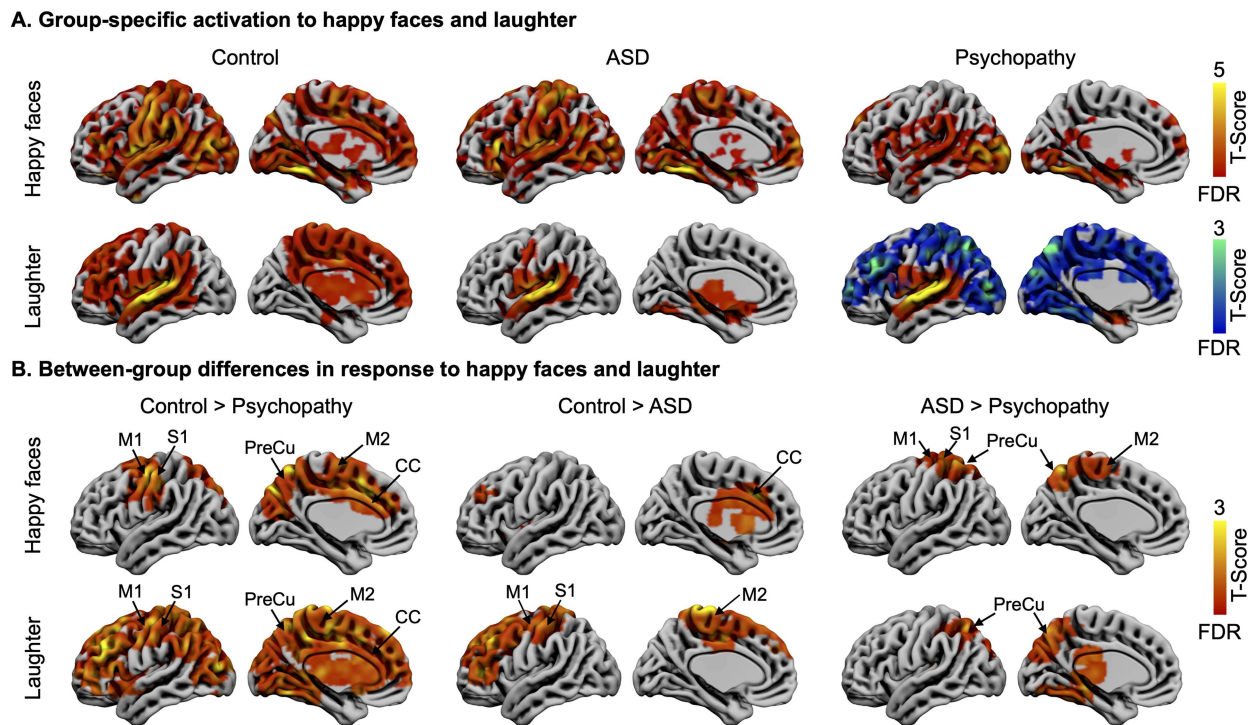 A. Group-specific activation to happy faces and laughter
Control
ASD
Psychopathy
Happy faces
5
T-Score
FDR
Laughter
3
T-Score
FDR
B. Between-group differences in response to happy faces and laughter
Control > Psychopathy
Control > ASD
ASD > Psychopathy
Happy faces
M1
S1
PreCu
M2
CC
CC
M1
S1
PreCu
M2
3
T-Score
FDR
Laughter
M1
S1
PreCu
M2
CC
M1
S1
M2
PreCu